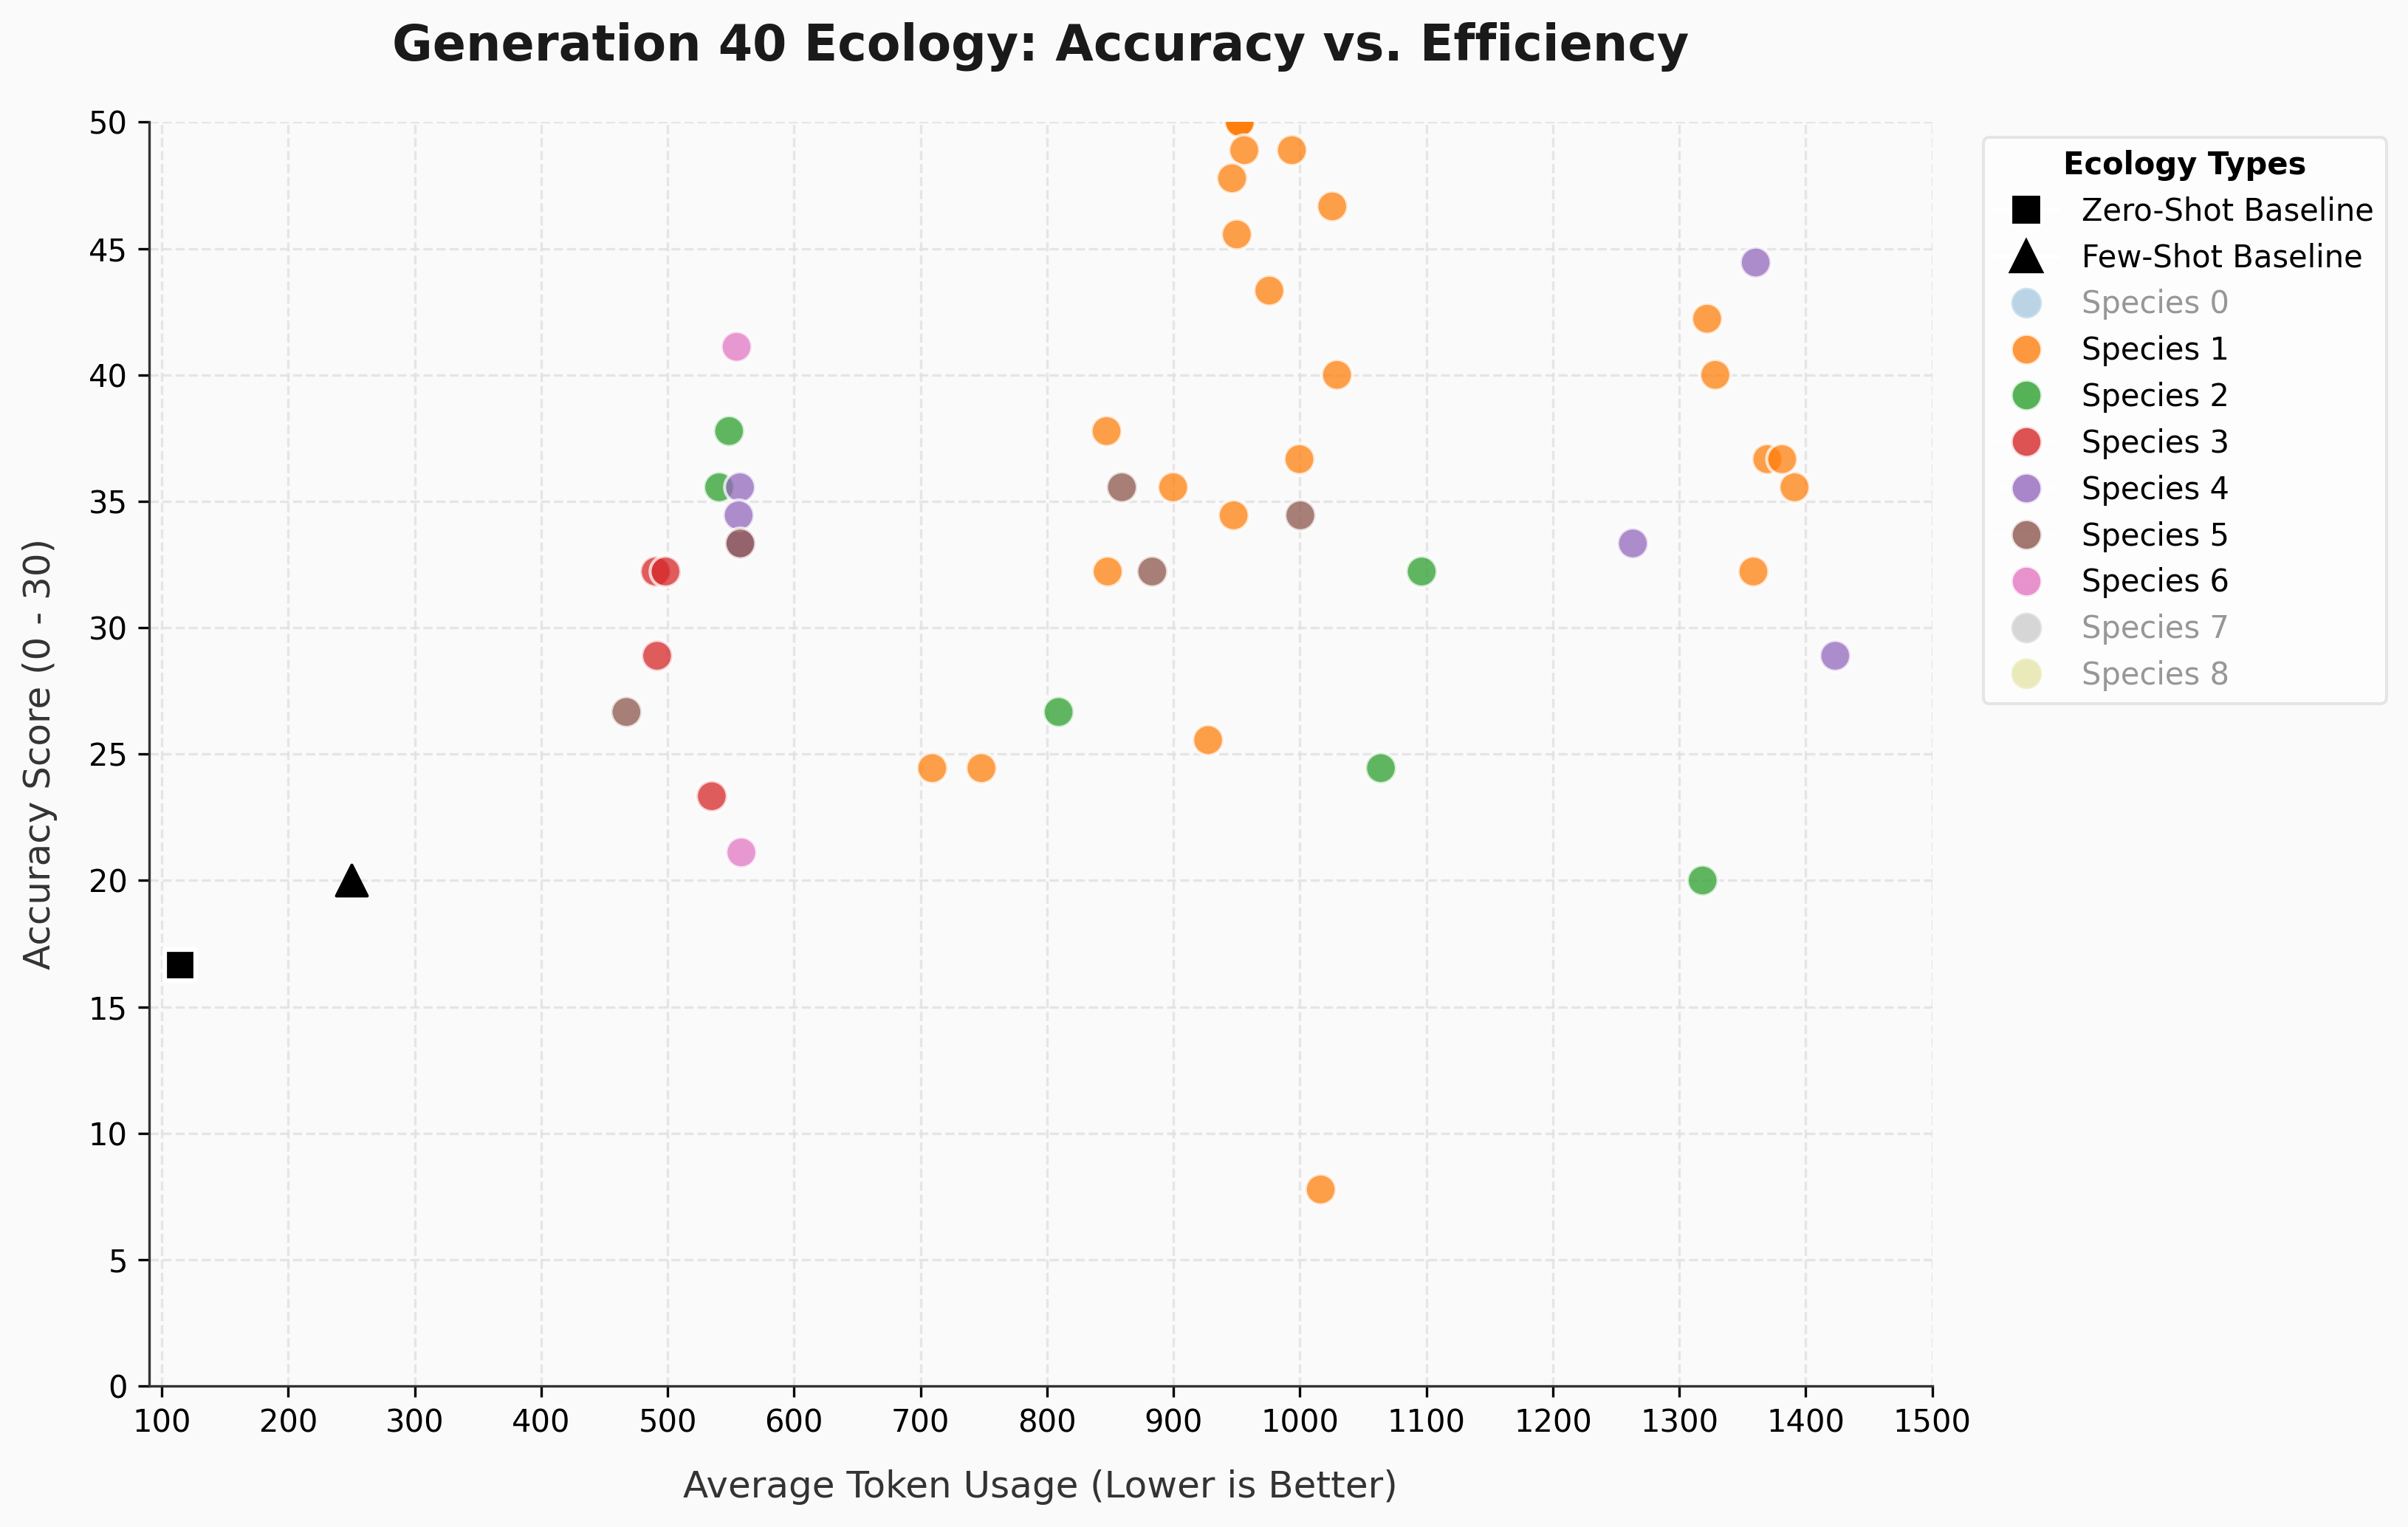 Generation 40 Ecology: Accuracy vs. Efficiency
50
45
40
35
30
25
20
15
10
5
0
Accuracy Score (0 - 30)
100 200 300 400 500 600 700 800 900 1000 1100 1200 1300 1400 1500
Average Token Usage (Lower is Better)
Ecology Types
Zero-Shot Baseline
Few-Shot Baseline
Species 0
Species 1
Species 2
Species 3
Species 4
Species 5
Species 6
Species 7
Species 8